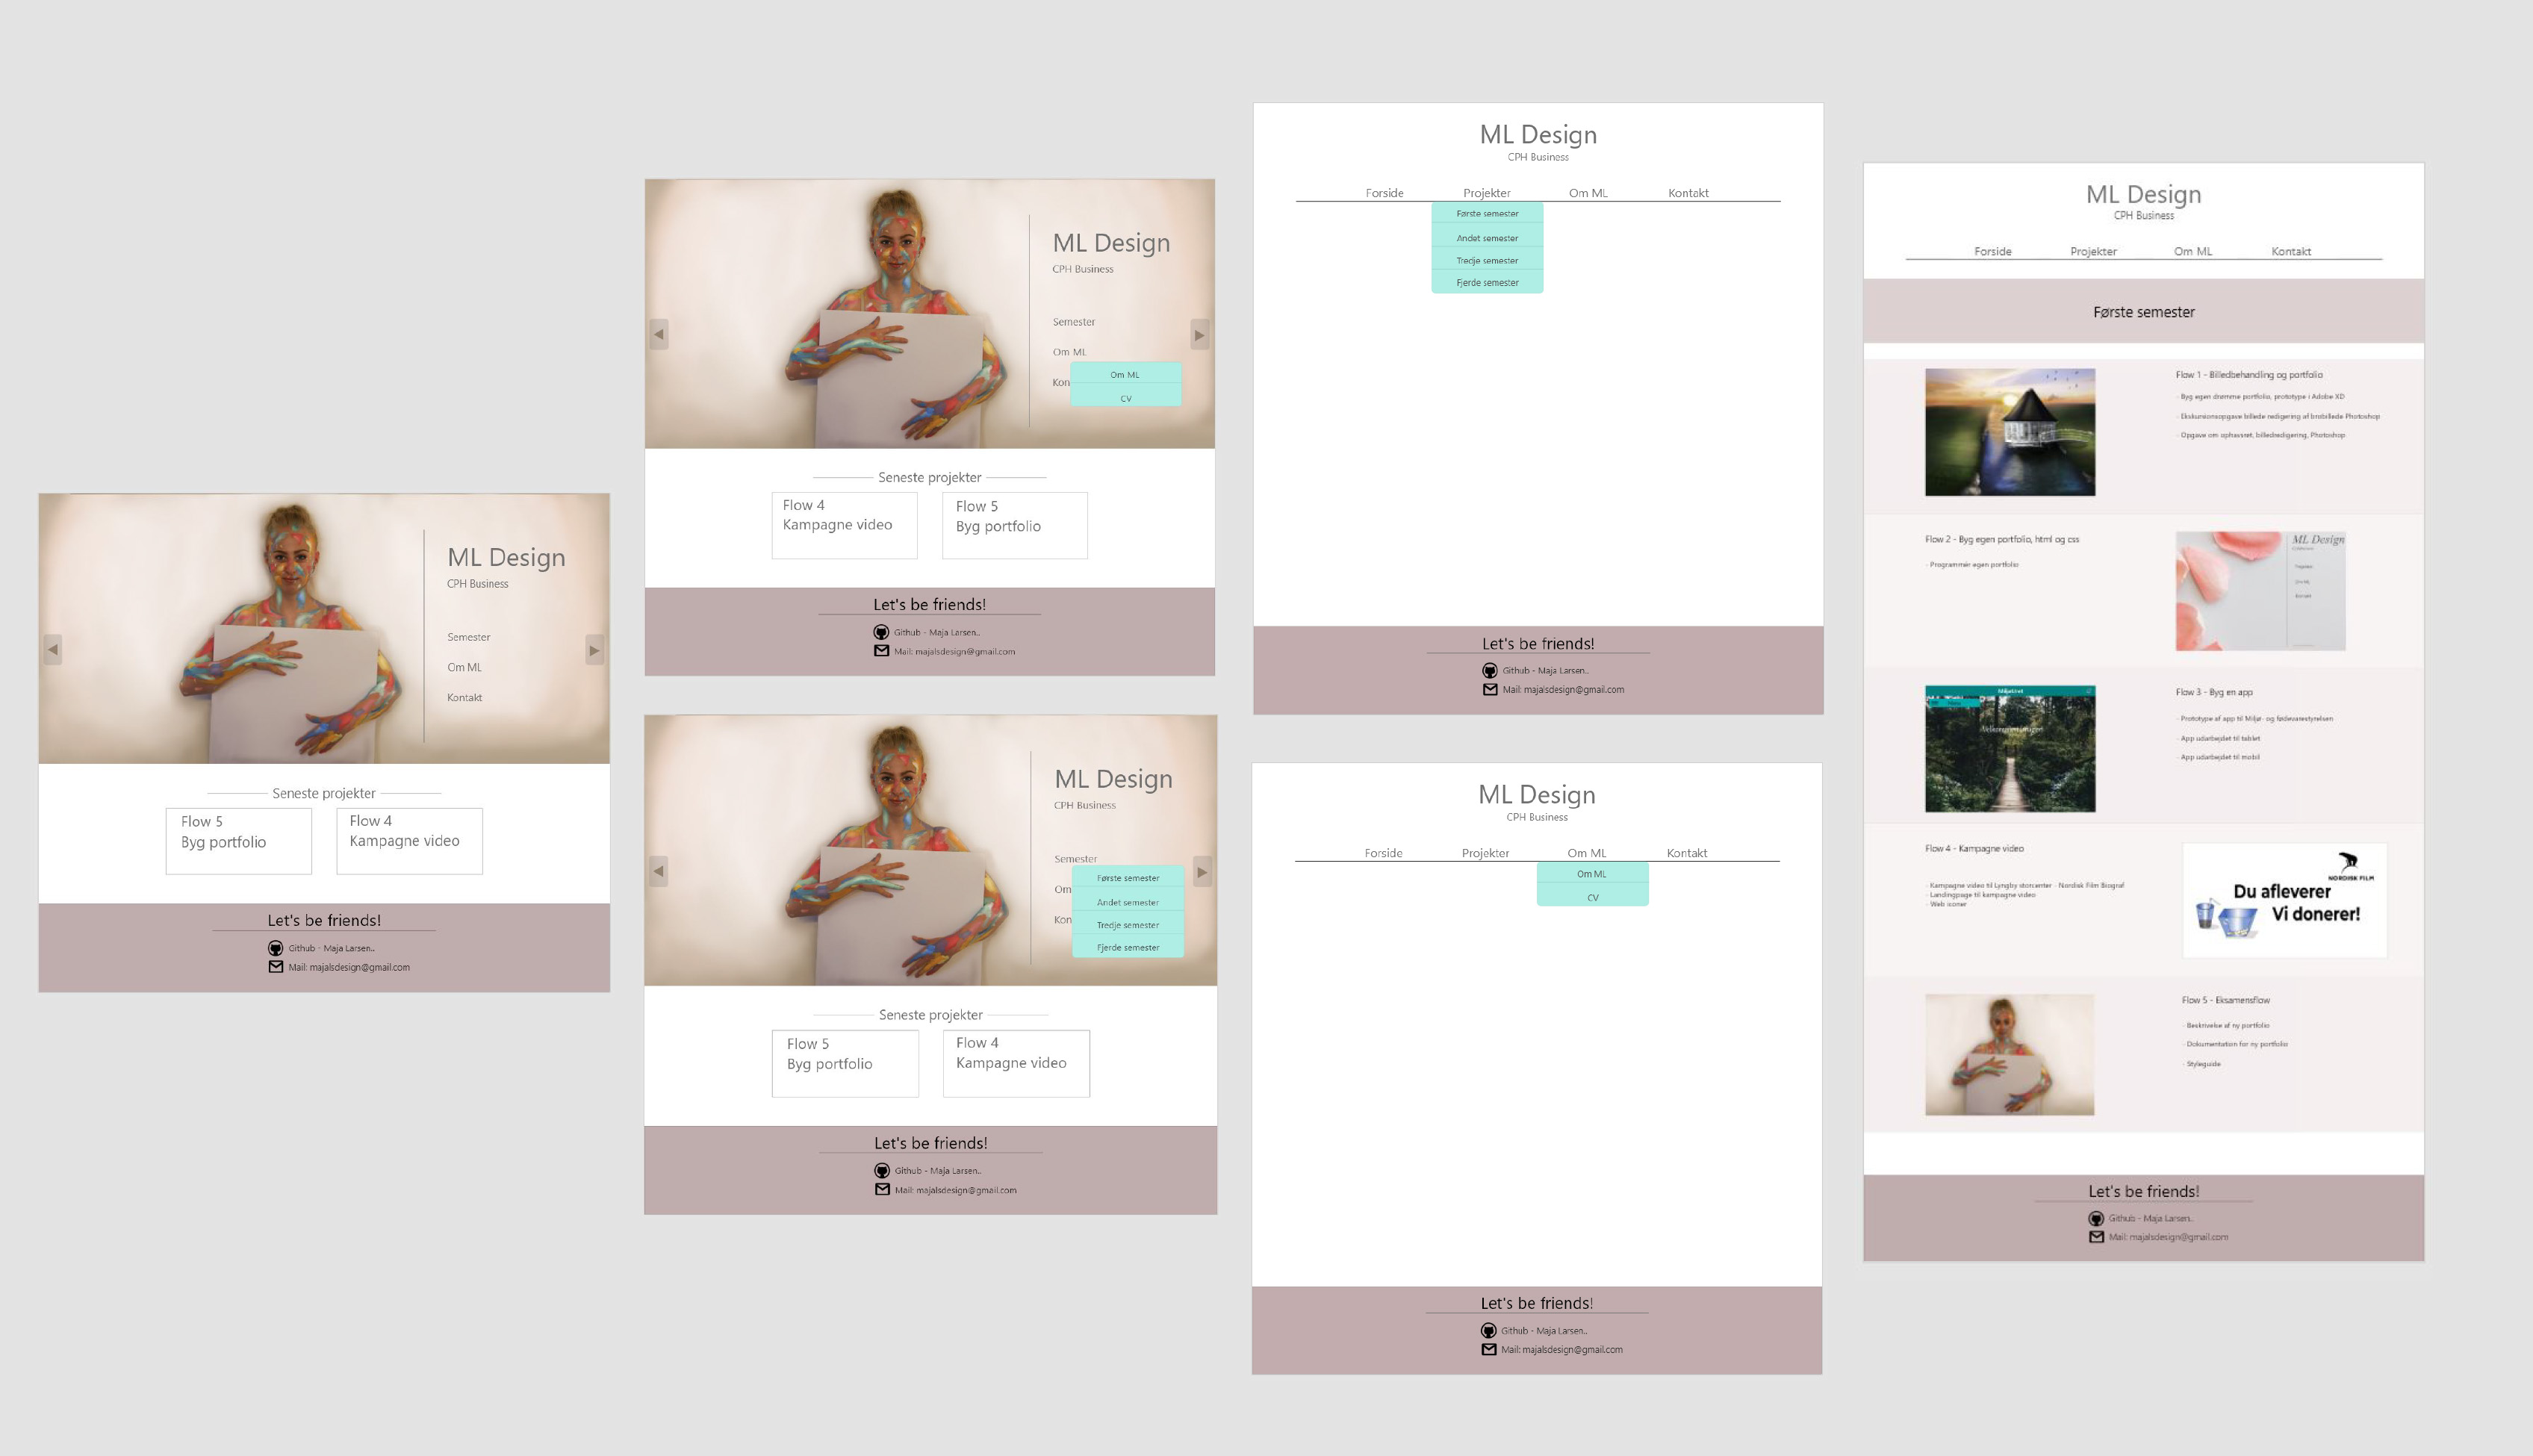 ML Design
CPH Business
Semester
Om ML
Kontakt
Seneste projekter
Flow 5
Byg portfolio
Flow 4
Kampagne video
Let's be friends!
Github - Maja Larsen..
Mail: majalsdesign@gmail.com
ML Design
CPH Business
Semester
Om ML
Kon
Om ML
CV
Seneste projekter
Flow 4
Kampagne video
Flow 5
Byg portfolio
Let's be friends!
Github - Maja Larsen..
Mail: majalsdesign@gmail.com
ML Design
CPH Business
Semester
Om
Kon
Første semester
Andet semester
Tredje semester
Fjerde semester
Seneste projekter
Flow 5
Byg portfolio
Flow 4
Kampagne video
Let's be friends!
Github - Maja Larsen..
Mail: majalsdesign@gmail.com
ML Design
CPH Business
Forside Projekter Om ML Kontakt
Første semester
Andet semester
Tredje semester
Fjerde semester
Let's be friends!
Github - Maja Larsen..
Mail: majalsdesign@gmail.com
ML Design
CPH Business
Forside Projekter Om ML Kontakt
Om ML
CV
Let's be friends!
Github - Maja Larsen..
Mail: majalsdesign@gmail.com
ML Design
CPH Business
Forside Projekter Om ML Kontakt
Første semester
Flow 1 - Billedbehandling og portfolio
- Byg egen drømme portfolio, prototype i Adobe XD
- Ekskursionsopgave billede redigering af brobillede Photoshop
- Opgave om ophavsret, billedredigering, Photoshop
Flow 2 - Byg egen portfolio, html og css
- Programmér egen portfolio
ML Design
Projekter
Om ML
Kontakt
Flow 3 - Byg en app
- Prototype af app til Miljø- og fødevarestyrelsen
- App udarbejdet til tablet
- App udarbejdet til mobil
Flow 4 - Kampagne video
- Kampagne video til Lyngby storcenter - Nordisk Film Biograf
- Landingpage til kampagne video
- Web iconer
NORDISK FILM
Du afleverer
Vi donerer!
Flow 5 - Eksamensflow
- Beskrivelse af ny portfolio
- Dokumentation for ny portfolio
- Styleguide
Let's be friends!
Github - Maja Larsen..
Mail: majalsdesign@gmail.com